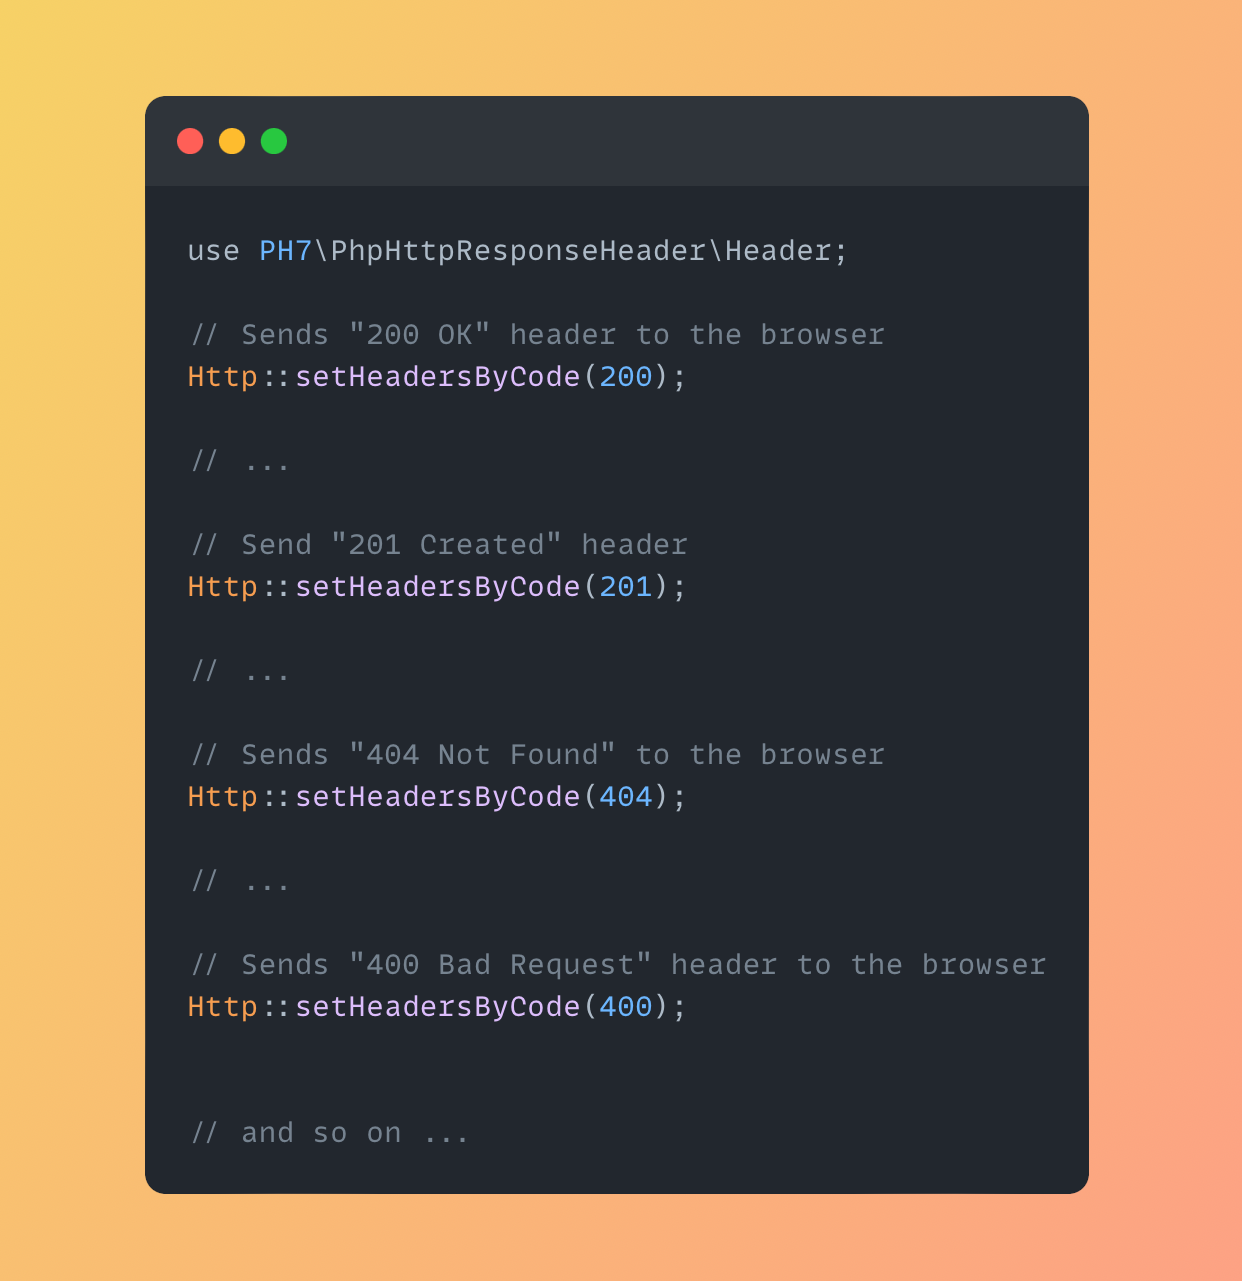 use PH7\PhpHttpResponseHeader\Header;
// Sends "200 OK" header to the browser
Http::setHeadersByCode(200);
// ...
// Send "201 Created" header
Http::setHeadersByCode(201);
// ...
// Sends "404 Not Found" to the browser
Http::setHeadersByCode(404);
// ...
// Sends "400 Bad Request" header to the browser
Http::setHeadersByCode(400);
// and so on ...